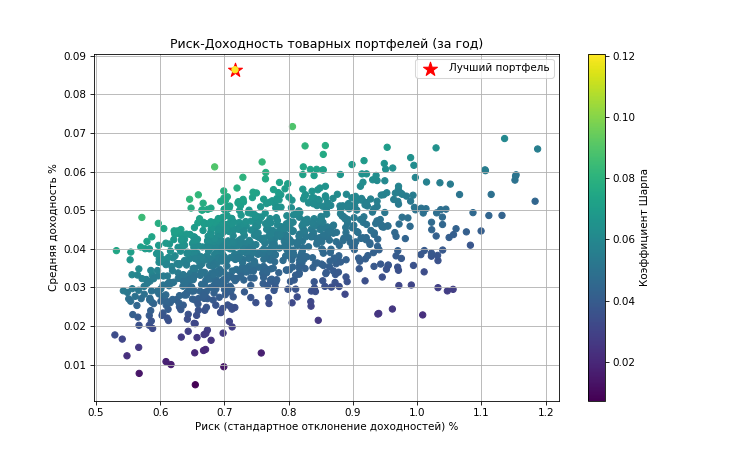 Риск-Доходность товарных портфелей (за год)
Лучший портфель
Средняя доходность %
0.09
0.08
0.07
0.06
0.05
0.04
0.03
0.02
0.01
0.5 0.6 0.7 0.8 0.9 1.0 1.1 1.2
Риск (стандартное отклонение доходностей) %
0.12
0.10
0.08
0.06
0.04
0.02
Коэффициент Шарпа